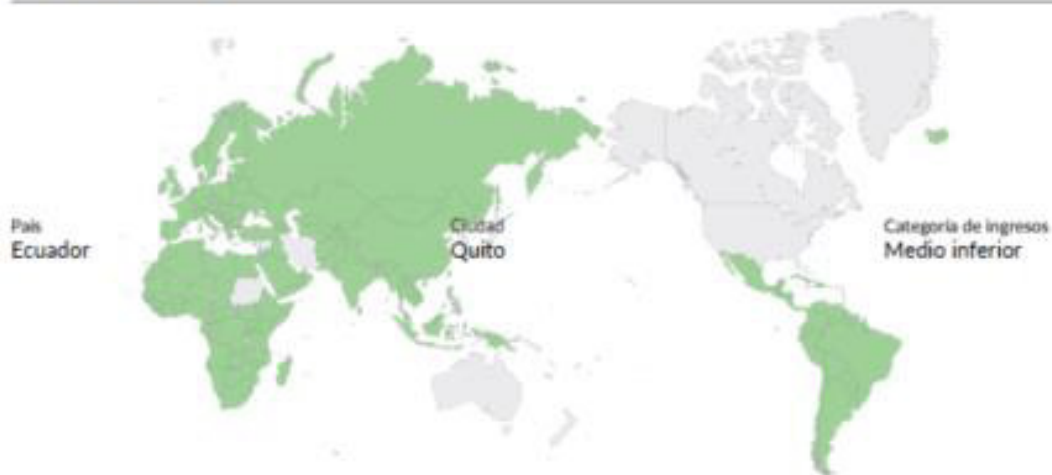 País
Ecuador
Ciudad
Quito
Categoría de ingresos
Medio inferior